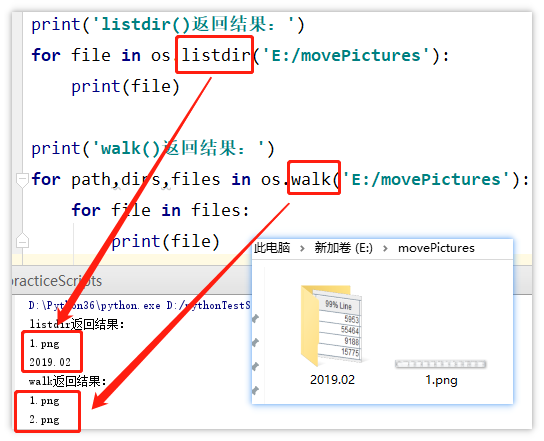 print('listdir()返回结果：')
for file in os.listdir('E:/movePictures'):
print(file)
print('walk()返回结果：')
for path,dirs,files in os.walk('E:/movePictures'):
for file in files:
print(file)
practiceScripts
D:\Python36\python.exe D:/pythonTestS
listdir返回结果：
1.png
2019.02
walk返回结果：
1.png
2.png
此电脑 > 新加卷 (E:) > movePictures
99% Line
5953
55464
9188
15775
2019.02
1.png